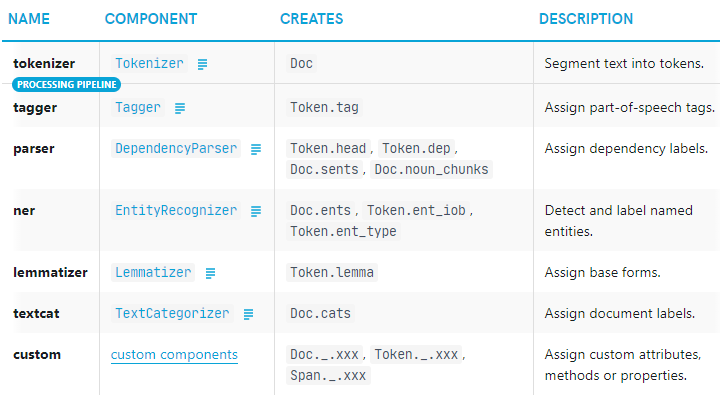 NAME COMPONENT CREATES DESCRIPTION
tokenizer Tokenizer Doc Segment text into tokens.
PROCESSING PIPELINE
tagger Tagger Token.tag Assign part-of-speech tags.
parser DependencyParser Token.head, Token.dep, Assign dependency labels.
Doc.sents, Doc.noun_chunks
ner EntityRecognizer Doc.ents, Token.ent_iob, Detect and label named
Token.ent_type entities.
lemmatizer Lemmatizer Token.lemma Assign base forms.
textcat TextCategorizer Doc.cats Assign document labels.
custom custom components Doc._.xxx, Token._.xxx, Assign custom attributes,
Span._.xxx methods or properties.